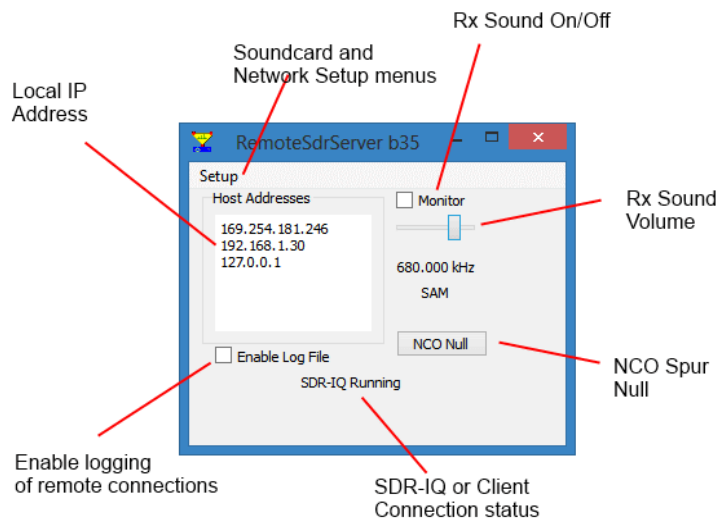 Rx Sound On/Off
Soundcard and
Network Setup menus
Local IP
Address
RemoteSdrServer b35
Setup
Host Addresses
169.254.181.246
192.168.1.30
127.0.0.1
Monitor
Rx Sound
Volume
680.000 kHz
SAM
NCO Null
Enable Log File
SDR-IQ Running
NCO Spur
Null
Enable logging
of remote connections
SDR-IQ or Client
Connection status